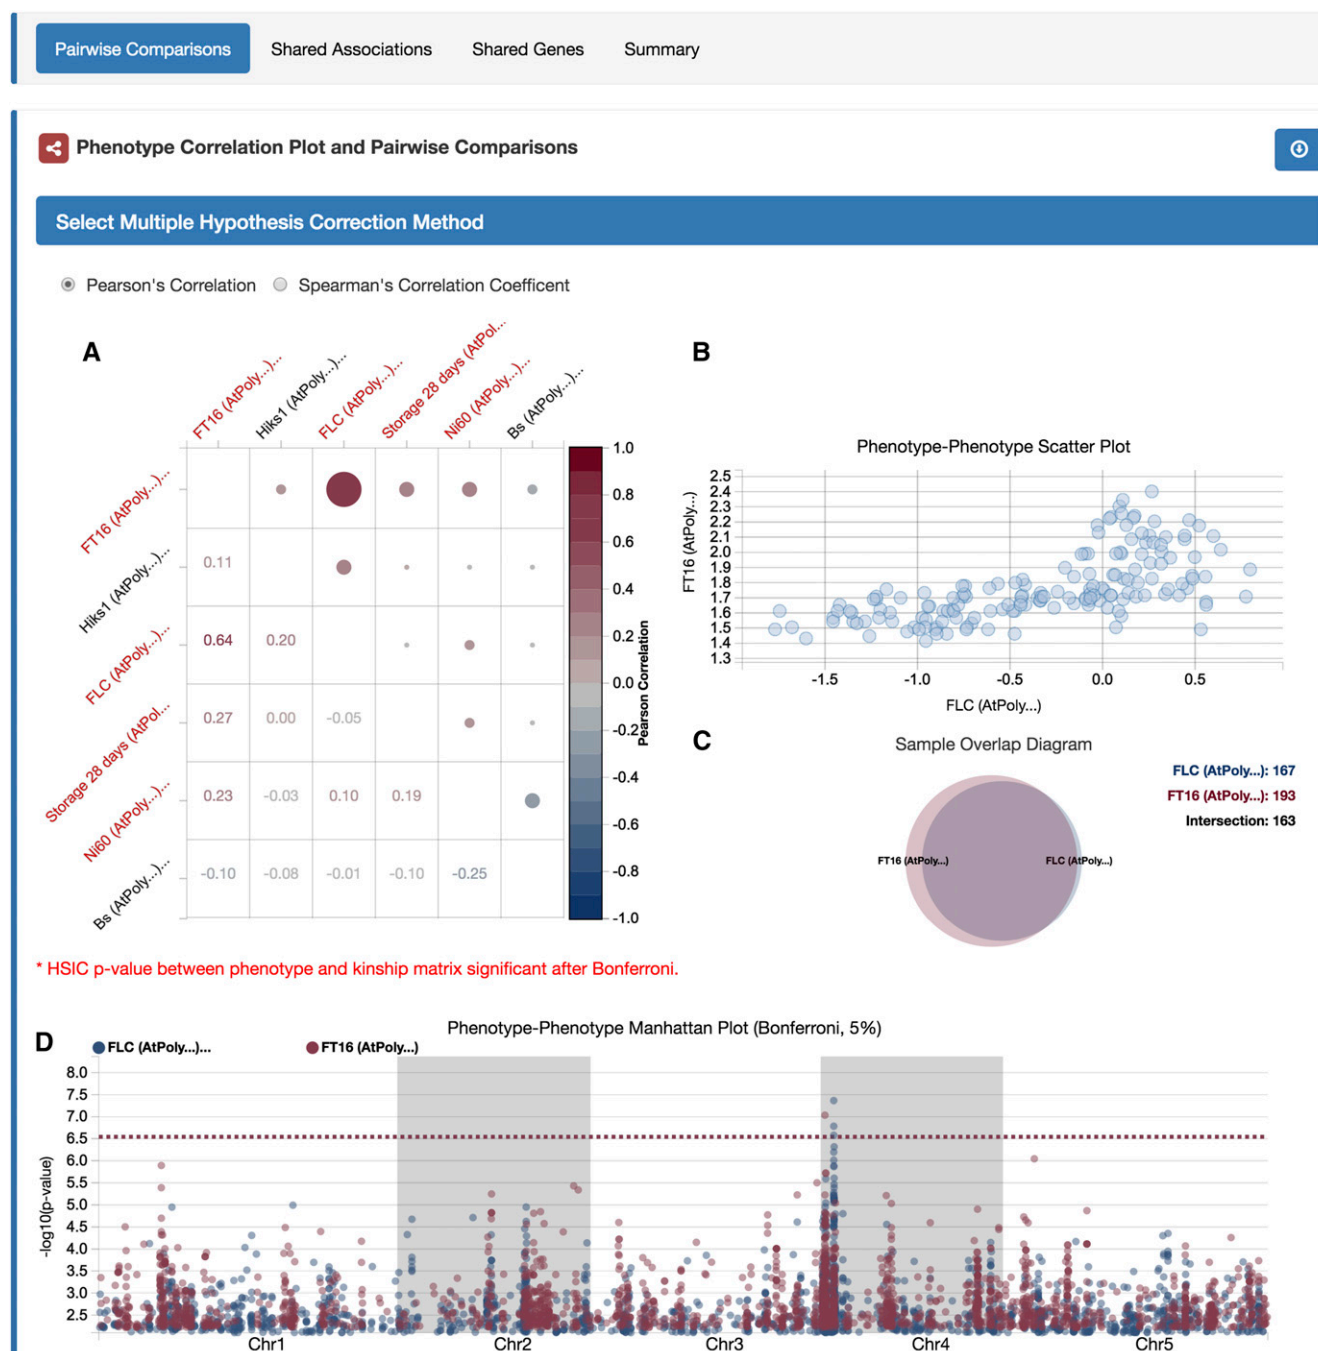 Pairwise Comparisons Shared Associations Shared Genes Summary
Phenotype Correlation Plot and Pairwise Comparisons
Select Multiple Hypothesis Correction Method
Pearson's Correlation Spearman's Correlation Coefficent
A
FT16 (AtPoly...)...
Hiks1 (AtPoly...)...
FLC (AtPoly...)...
Storage 28 days (AtPol...
Ni60 (AtPoly...)...
Bs (AtPoly...)...
FT16 (AtPoly...)...
Hiks1 (AtPoly...)...
FLC (AtPoly...)...
Storage 28 days (AtPol...
Ni60 (AtPoly...)...
Bs (AtPoly...)...
0.11
0.64 0.20
0.27 0.00 -0.05
0.23 -0.03 0.10 0.19
-0.10 -0.08 -0.01 -0.10 -0.25
1.0
0.8
0.6
0.4
0.2
0.0
-0.2
-0.4
-0.6
-0.8
-1.0
Pearson Correlation
B
Phenotype-Phenotype Scatter Plot
FT16 (AtPoly...)
2.5
2.4
2.3
2.2
2.1
2.0
1.9
1.8
1.7
1.6
1.5
1.4
1.3
-1.5 -1.0 -0.5 0.0 0.5
FLC (AtPoly...)
C
Sample Overlap Diagram
FLC (AtPoly...): 167
FT16 (AtPoly...): 193
Intersection: 163
FT16 (AtPoly...) FLC (AtPoly...)
* HSIC p-value between phenotype and kinship matrix significant after Bonferroni.
D
Phenotype-Phenotype Manhattan Plot (Bonferroni, 5%)
FLC (AtPoly...)... FT16 (AtPoly...)
-log10(p-value)
8.0
7.5
7.0
6.5
6.0
5.5
5.0
4.5
4.0
3.5
3.0
2.5
Chr1 Chr2 Chr3 Chr4 Chr5